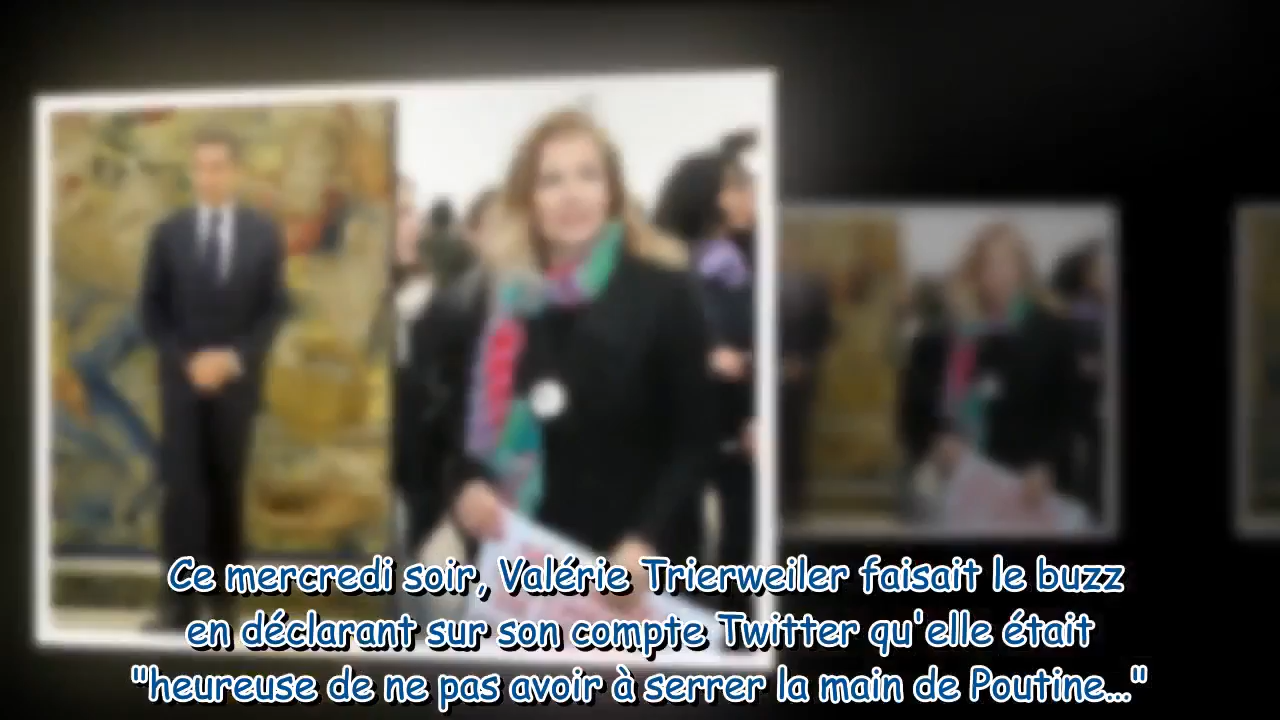 Ce mercredi soir, Valérie Trierweiler faisait le buzz
en déclarant sur son compte Twitter qu'elle était
"heureuse de ne pas avoir à serrer la main de Poutine..."